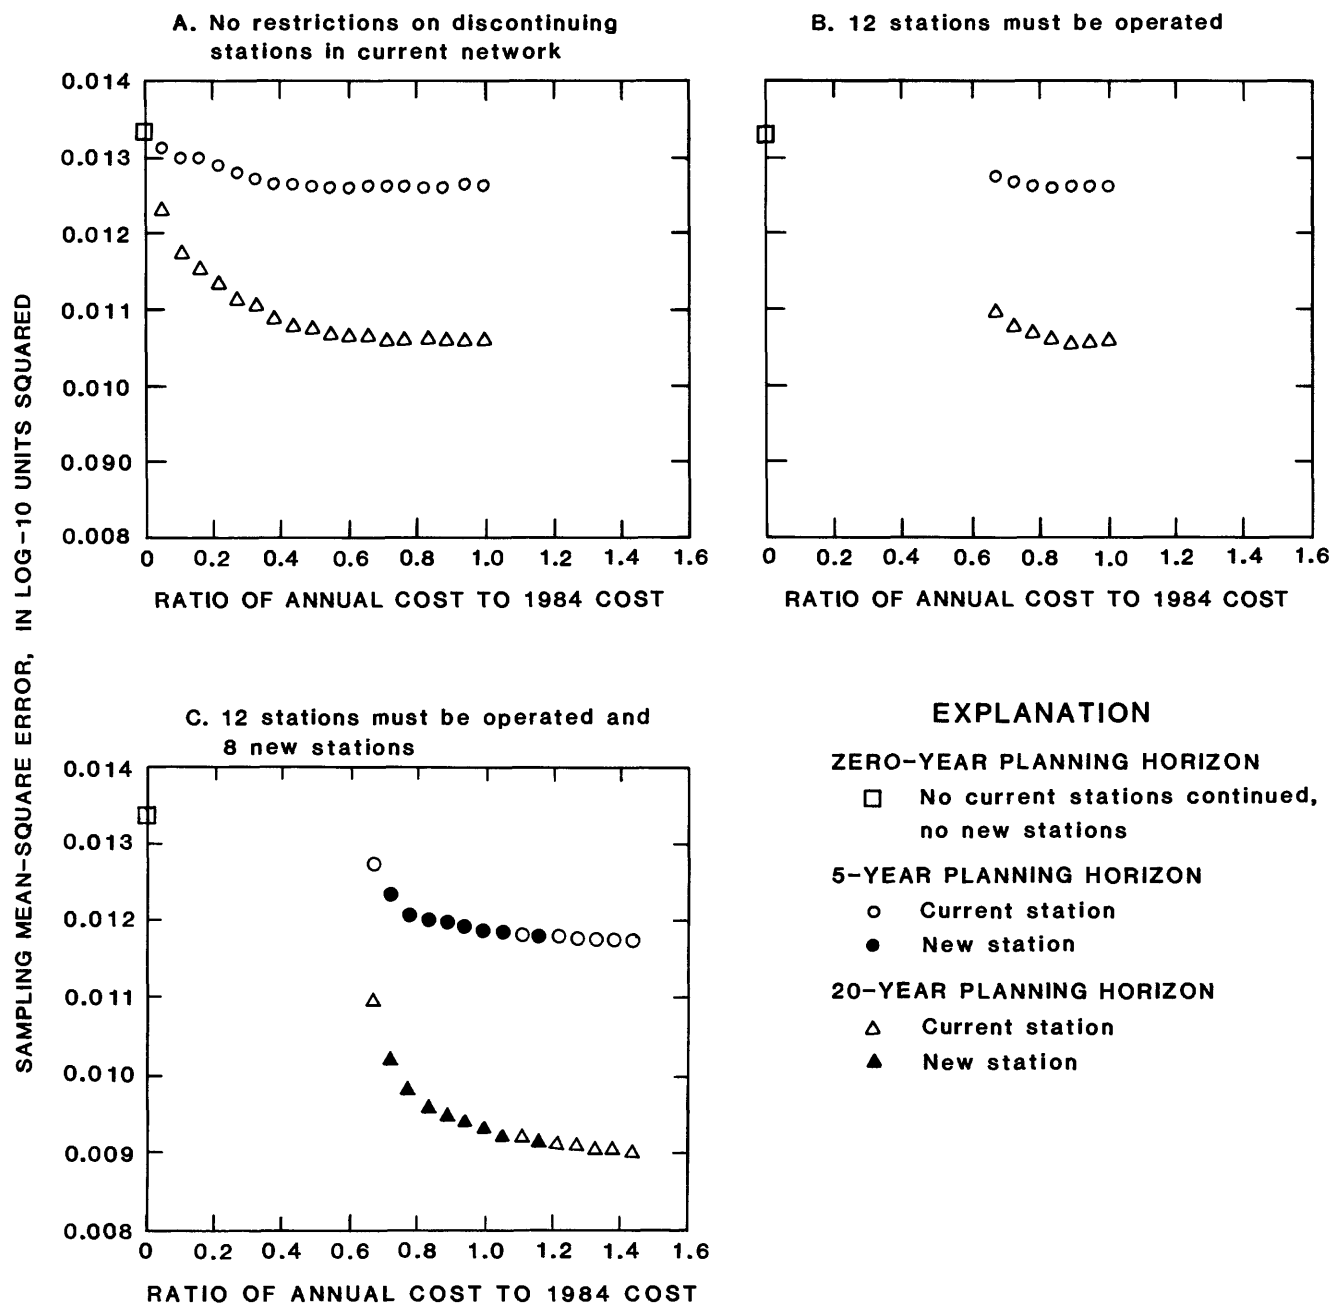 A. No restrictions on discontinuing
stations in current network
0.014
0.013
0.012
0.011
0.010
0.090
0.008
0 0.2 0.4 0.6 0.8 1.0 1.2 1.4 1.6
RATIO OF ANNUAL COST TO 1984 COST
B. 12 stations must be operated
0 0.2 0.4 0.6 0.8 1.0 1.2 1.4 1.6
RATIO OF ANNUAL COST TO 1984 COST
SAMPLING MEAN-SQUARE ERROR, IN LOG-10 UNITS SQUARED
C. 12 stations must be operated and
8 new stations
0.014
0.013
0.012
0.011
0.010
0.009
0.008
0 0.2 0.4 0.6 0.8 1.0 1.2 1.4 1.6
RATIO OF ANNUAL COST TO 1984 COST
EXPLANATION
ZERO-YEAR PLANNING HORIZON
No current stations continued,
no new stations
5-YEAR PLANNING HORIZON
Current station
New station
20-YEAR PLANNING HORIZON
Current station
New station